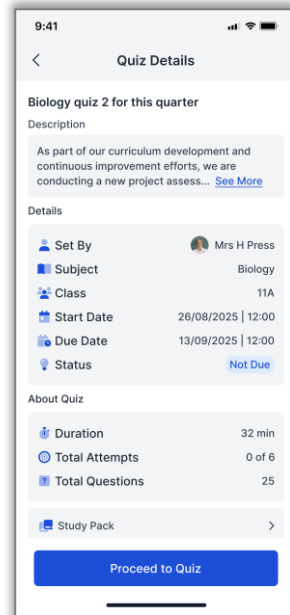 9:41
Quiz Details
Biology quiz 2 for this quarter
Description
As part of our curriculum development and
continuous improvement efforts, we are
conducting a new project assess... See More
Details
Set By Mrs H Press
Subject Biology
Class 11A
Start Date 26/08/2025 | 12:00
Due Date 13/09/2025 | 12:00
Status Not Due
About Quiz
Duration 32 min
Total Attempts 0 of 6
Total Questions 25
Study Pack
Proceed to Quiz